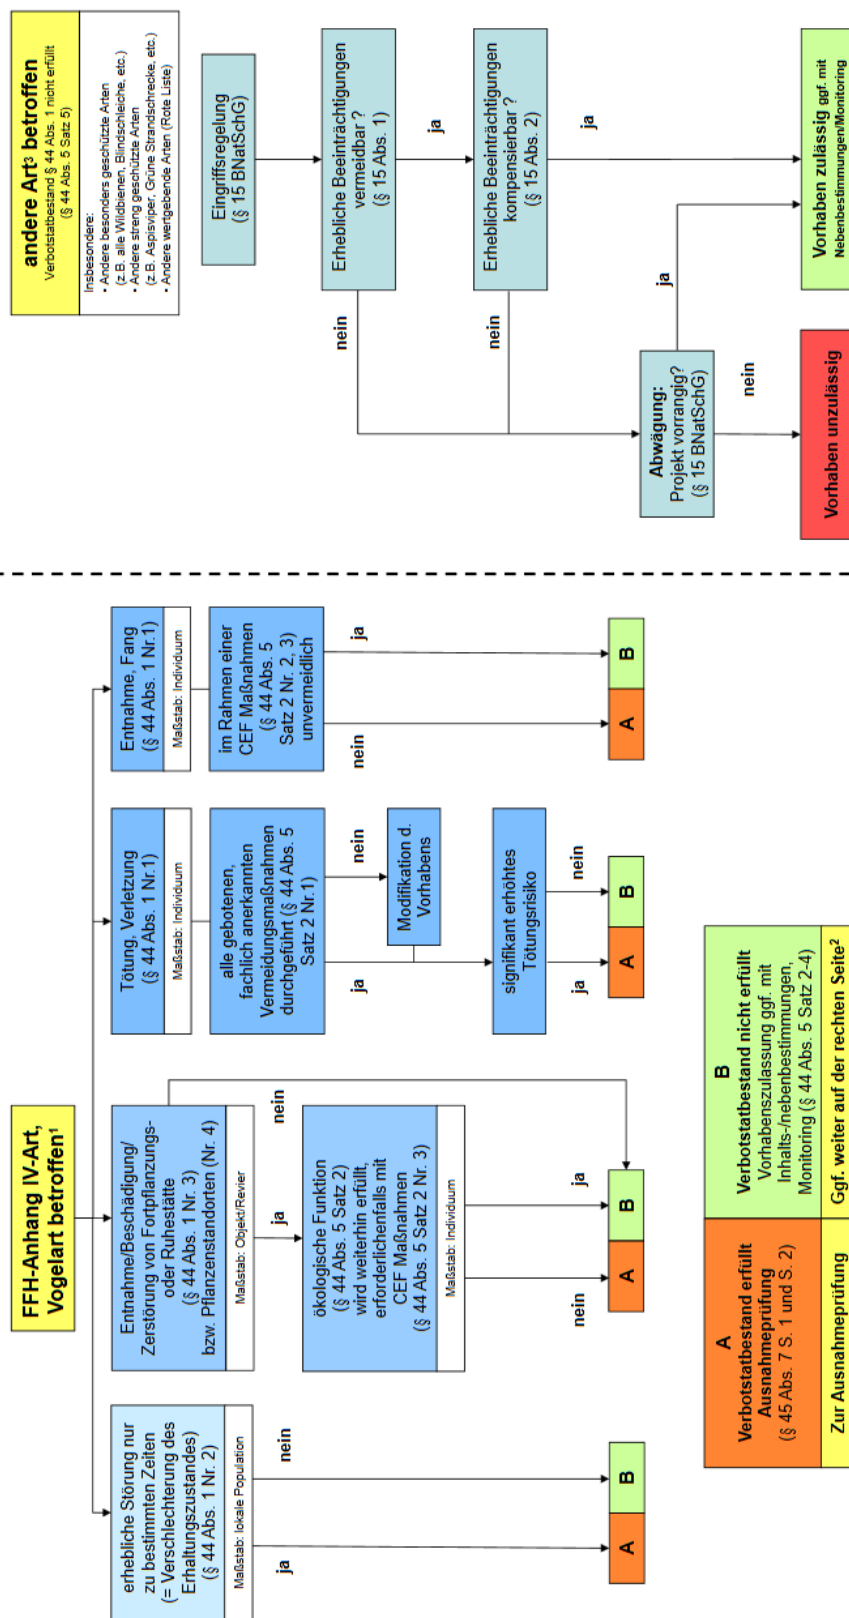 FFH-Anhang IV-Art,
Vogelart betroffen¹
erhebliche Störung nur
zu bestimmten Zeiten
(= Verschlechterung des
Erhaltungszustandes)
(§ 44 Abs. 1 Nr. 2)
Maßstab: lokale Population
ja
nein
A
B
Entnahme/Beschädigung/
Zerstörung von Fortpflanzungs-
oder Ruhestätte
(§ 44 Abs. 1 Nr. 3)
bzw. Pflanzenstandorten (Nr. 4)
Maßstab: Objekt/Revier
ja
nein
ökologische Funktion
(§ 44 Abs. 5 Satz 2)
wird weiterhin erfüllt,
erforderlichenfalls mit
CEF Maßnahmen
(§ 44 Abs. 5 Satz 2 Nr. 3)
Maßstab: Individuum
nein
ja
A
B
Tötung, Verletzung
(§ 44 Abs. 1 Nr.1)
Maßstab: Individuum
alle gebotenen,
fachlich anerkannten
Vermeidungsmaßnahmen
durchgeführt (§ 44 Abs. 5
Satz 2 Nr.1)
ja
nein
Modifikation d.
Vorhabens
signifikant erhöhtes
Tötungsrisiko
ja
nein
A
B
Entnahme, Fang
(§ 44 Abs. 1 Nr.1)
Maßstab: Individuum
im Rahmen einer
CEF Maßnahmen
(§ 44 Abs. 5
Satz 2 Nr. 2, 3)
unvermeidlich
nein
ja
A
B
A
Verbotstatbestand erfüllt
Ausnahmeprüfung
(§ 45 Abs. 7 S. 1 und S. 2)
Zur Ausnahmeprüfung
B
Verbotstatbestand nicht erfüllt
Vorhabenszulassung ggf. mit
Inhalts-/nebenbestimmungen,
Monitoring (§ 44 Abs. 5 Satz 2-4)
Ggf. weiter auf der rechten Seite²
andere Art³ betroffen
Verbotstatbestand § 44 Abs. 1 nicht erfüllt
(§ 44 Abs. 5 Satz 5)
Insbesondere:
• Andere besonders geschützte Arten
(z.B. alle Wildbienen, Blindschleiche, etc.)
• Andere streng geschützte Arten
(z.B. Aspisviper, Grüne Strandschrecke, etc.)
• Andere wertgebende Arten (Rote Liste)
Eingriffsregelung
(§ 15 BNatSchG)
Erhebliche Beeinträchtigungen
vermeidbar ?
(§ 15 Abs. 1)
nein
ja
Erhebliche Beeinträchtigungen
kompensierbar ?
(§ 15 Abs. 2)
nein
ja
Abwägung:
Projekt vorrangig?
(§ 15 BNatSchG)
nein
ja
Vorhaben unzulässig
Vorhaben zulässig ggf. mit
Nebenbestimmungen/Monitoring